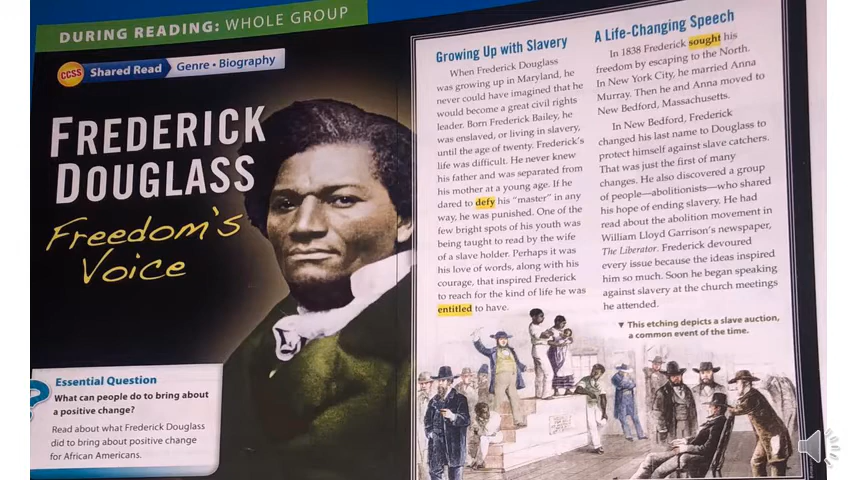 DURING READING: WHOLE GROUP
CCSS Shared Read Genre • Biography
FREDERICK
DOUGLASS
Freedom's
Voice
Essential Question
What can people do to bring about
a positive change?
Read about what Frederick Douglass
did to bring about positive change
for African Americans.
Growing Up with Slavery
When Frederick Douglass
was growing up in Maryland, he
never could have imagined that he
would become a great civil rights
leader. Born Frederick Bailey, he
was enslaved, or living in slavery,
until the age of twenty. Frederick's
life was difficult. He never knew
his father and was separated from
his mother at a young age. If he
dared to defy his “master” in any
way, he was punished. One of the
few bright spots of his youth was
being taught to read by the wife
of a slave holder. Perhaps it was
his love of words, along with his
courage, that inspired Frederick
to reach for the kind of life he was
entitled to have.
A Life-Changing Speech
In 1838 Frederick sought his
freedom by escaping to the North.
In New York City, he married Anna
Murray. Then he and Anna moved to
New Bedford, Massachusetts.
In New Bedford, Frederick
changed his last name to Douglass to
protect himself against slave catchers.
That was just the first of many
changes. He also discovered a group
of people—abolitionists—who shared
his hope of ending slavery. He had
read about the abolition movement in
William Lloyd Garrison's newspaper,
The Liberator. Frederick devoured
every issue because the ideas inspired
him so much. Soon he began speaking
against slavery at the church meetings
he attended.
▼ This etching depicts a slave auction,
a common event of the time.